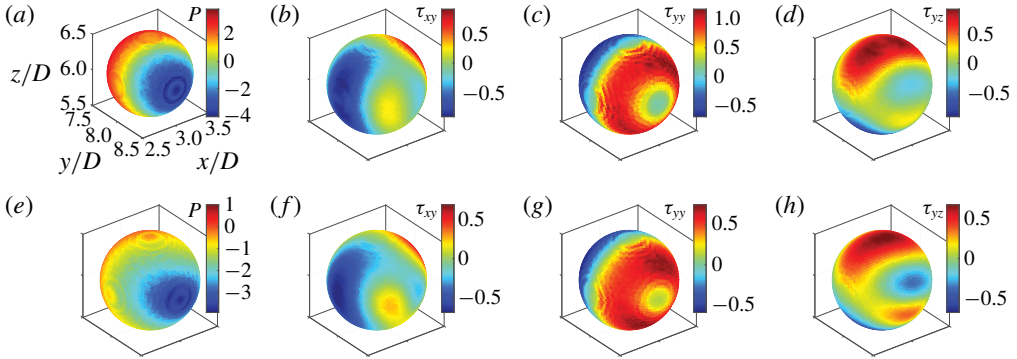 (a) P (b) τxy (c) τyy (d) τyz
6.5 2 0.5 1.0 0.5
z/D 6.0 0 0 0.5 0
5.5 −2 −0.5 0 −0.5
7.5 3.5 −4 −0.5
8.0 3.0
8.5 2.5
y/D x/D
(e) P (f) τxy (g) τyy (h) τyz
1 0.5 0.5 0.5
0
−1 0 0 0
−2
−3 −0.5 −0.5 −0.5